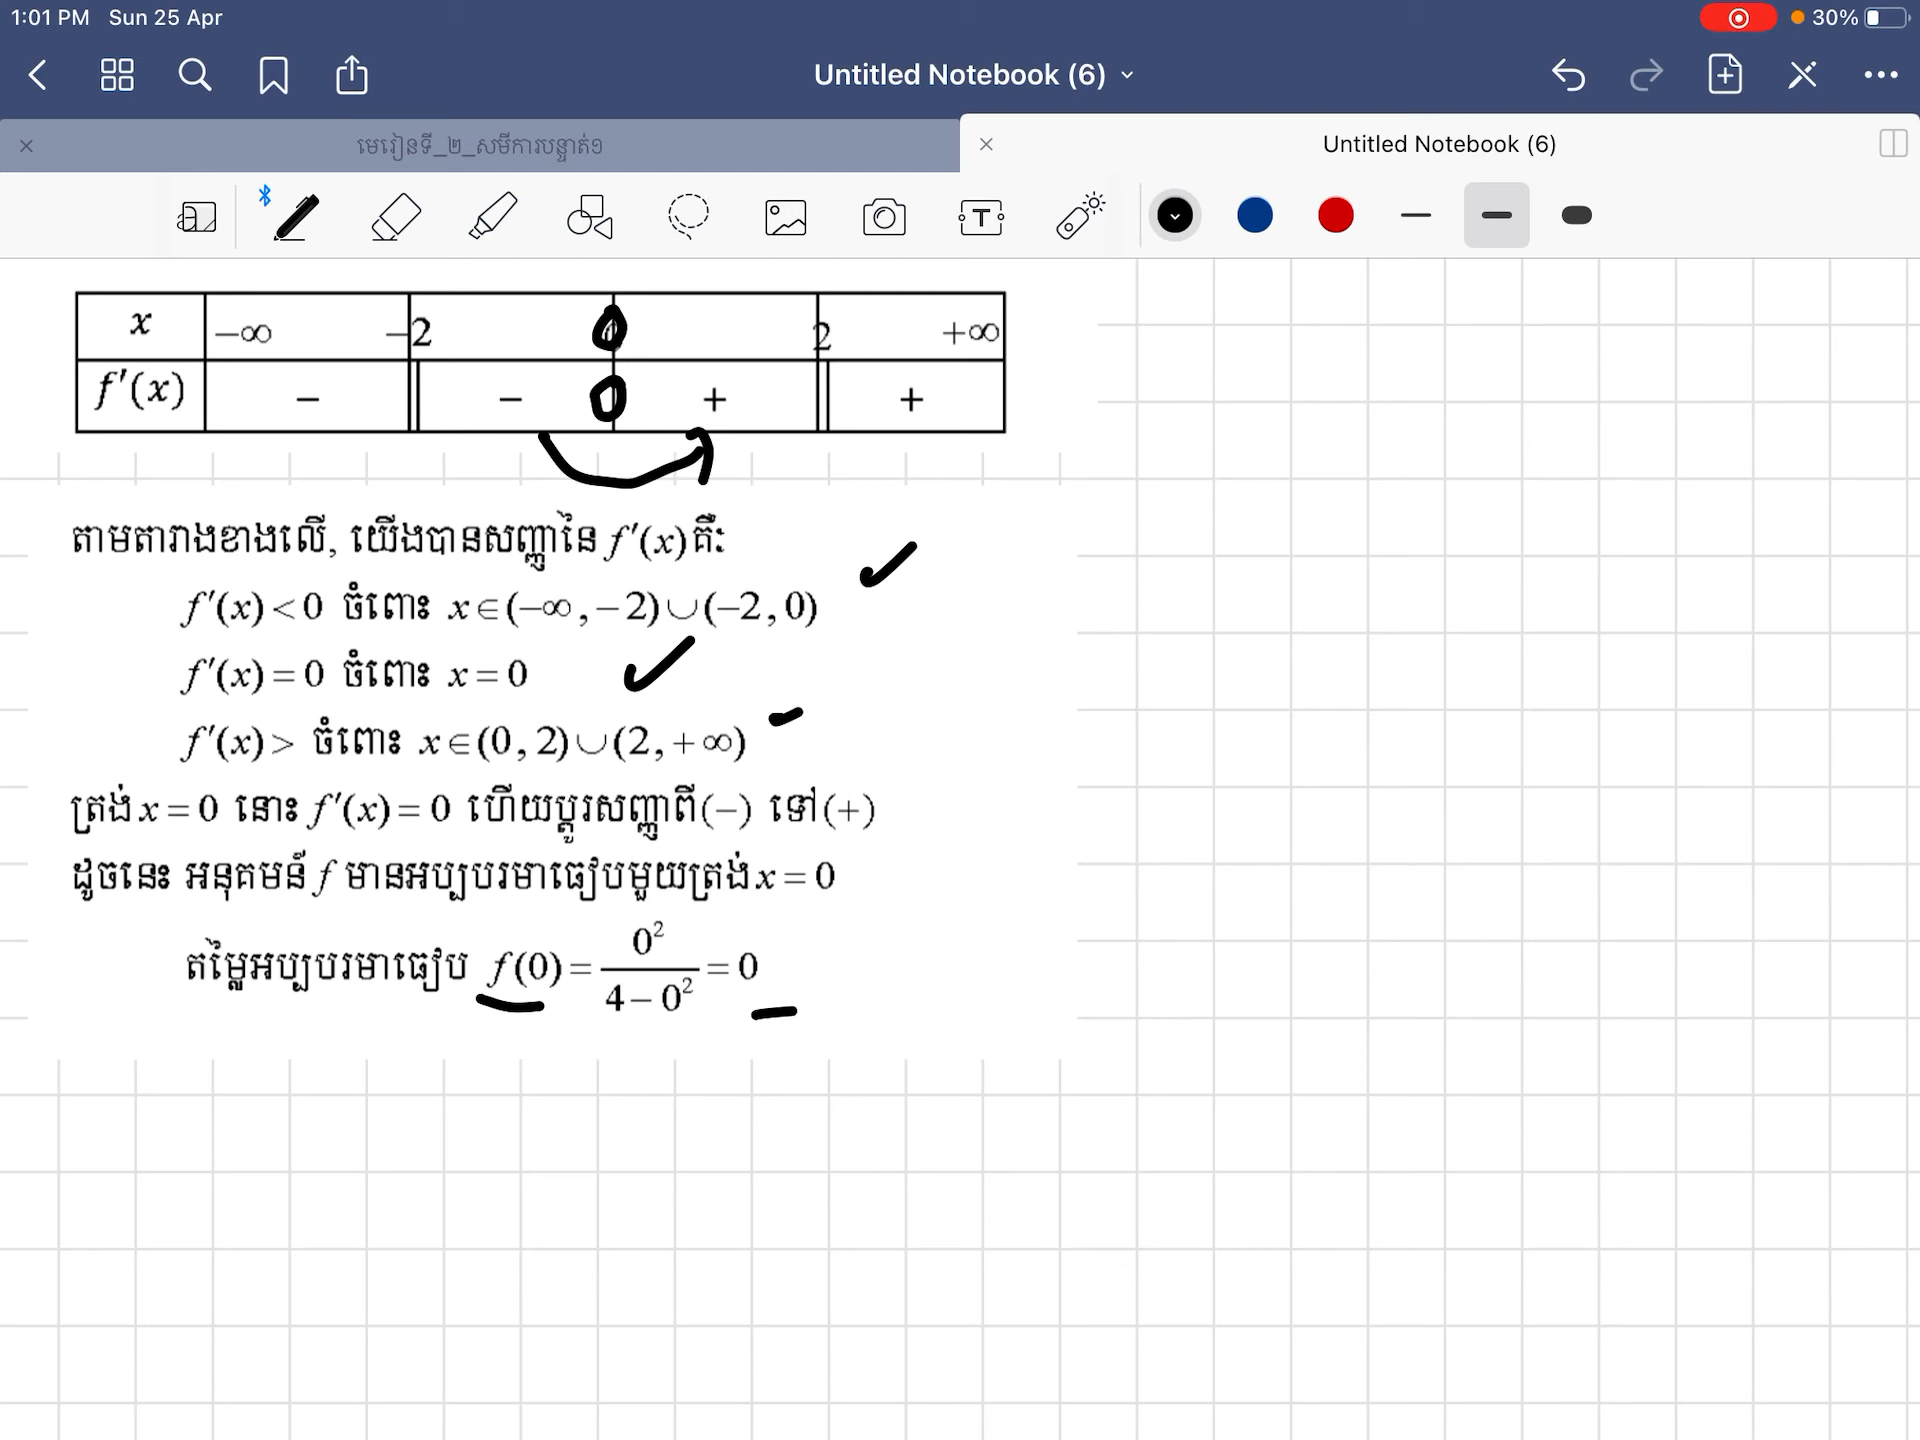 1:01 PM Sun 25 Apr 30%
Untitled Notebook (6)
មេរៀនទី_២_សមីការបន្ទាត់១ Untitled Notebook (6)
x −∞ −2 0 2 +∞
f′(x) − − 0 + +
តាមតារាងខាងលើ, យើងបានសញ្ញានៃ f′(x) គឺៈ
f′(x) < 0 ចំពោះ x ∈ (−∞, −2) ∪ (−2, 0)
f′(x) = 0 ចំពោះ x = 0
f′(x) > ចំពោះ x ∈ (0, 2) ∪ (2, +∞)
ត្រង់ x = 0 នោះ f′(x) = 0 ហើយប្តូរសញ្ញាពី (−) ទៅ (+)
ដូចនេះ អនុគមន៍ f មានអប្បបរមាធៀបមួយត្រង់ x = 0
តម្លៃអប្បបរមាធៀប f(0) = 0²/(4 − 0²) = 0